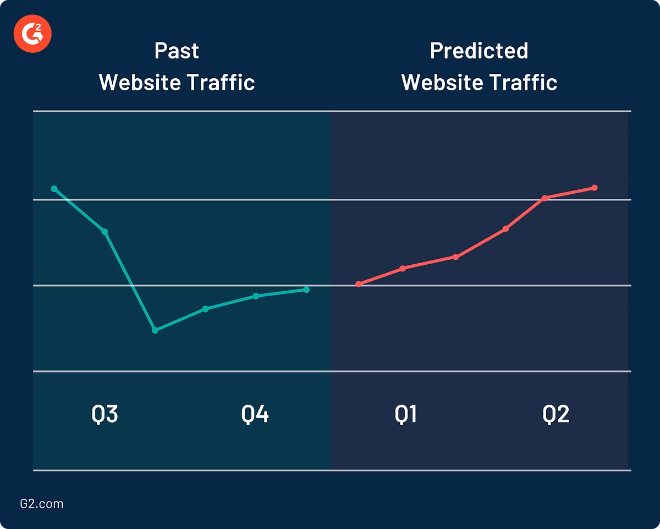 G2
Past
Website Traffic
Predicted
Website Traffic
Q3
Q4
Q1
Q2
G2.com